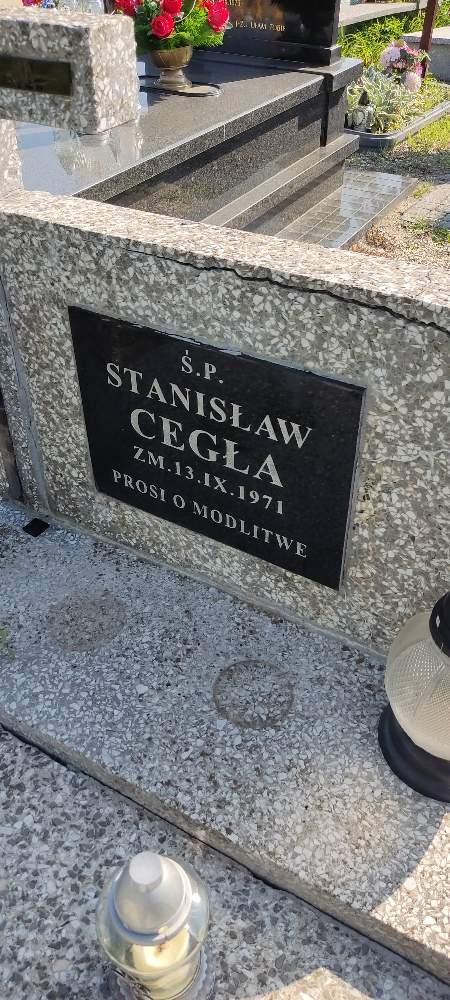 Ś.P.
STANISŁAW
CEGŁA
ZM.13.IX.1971
PROSI O MODLITWE